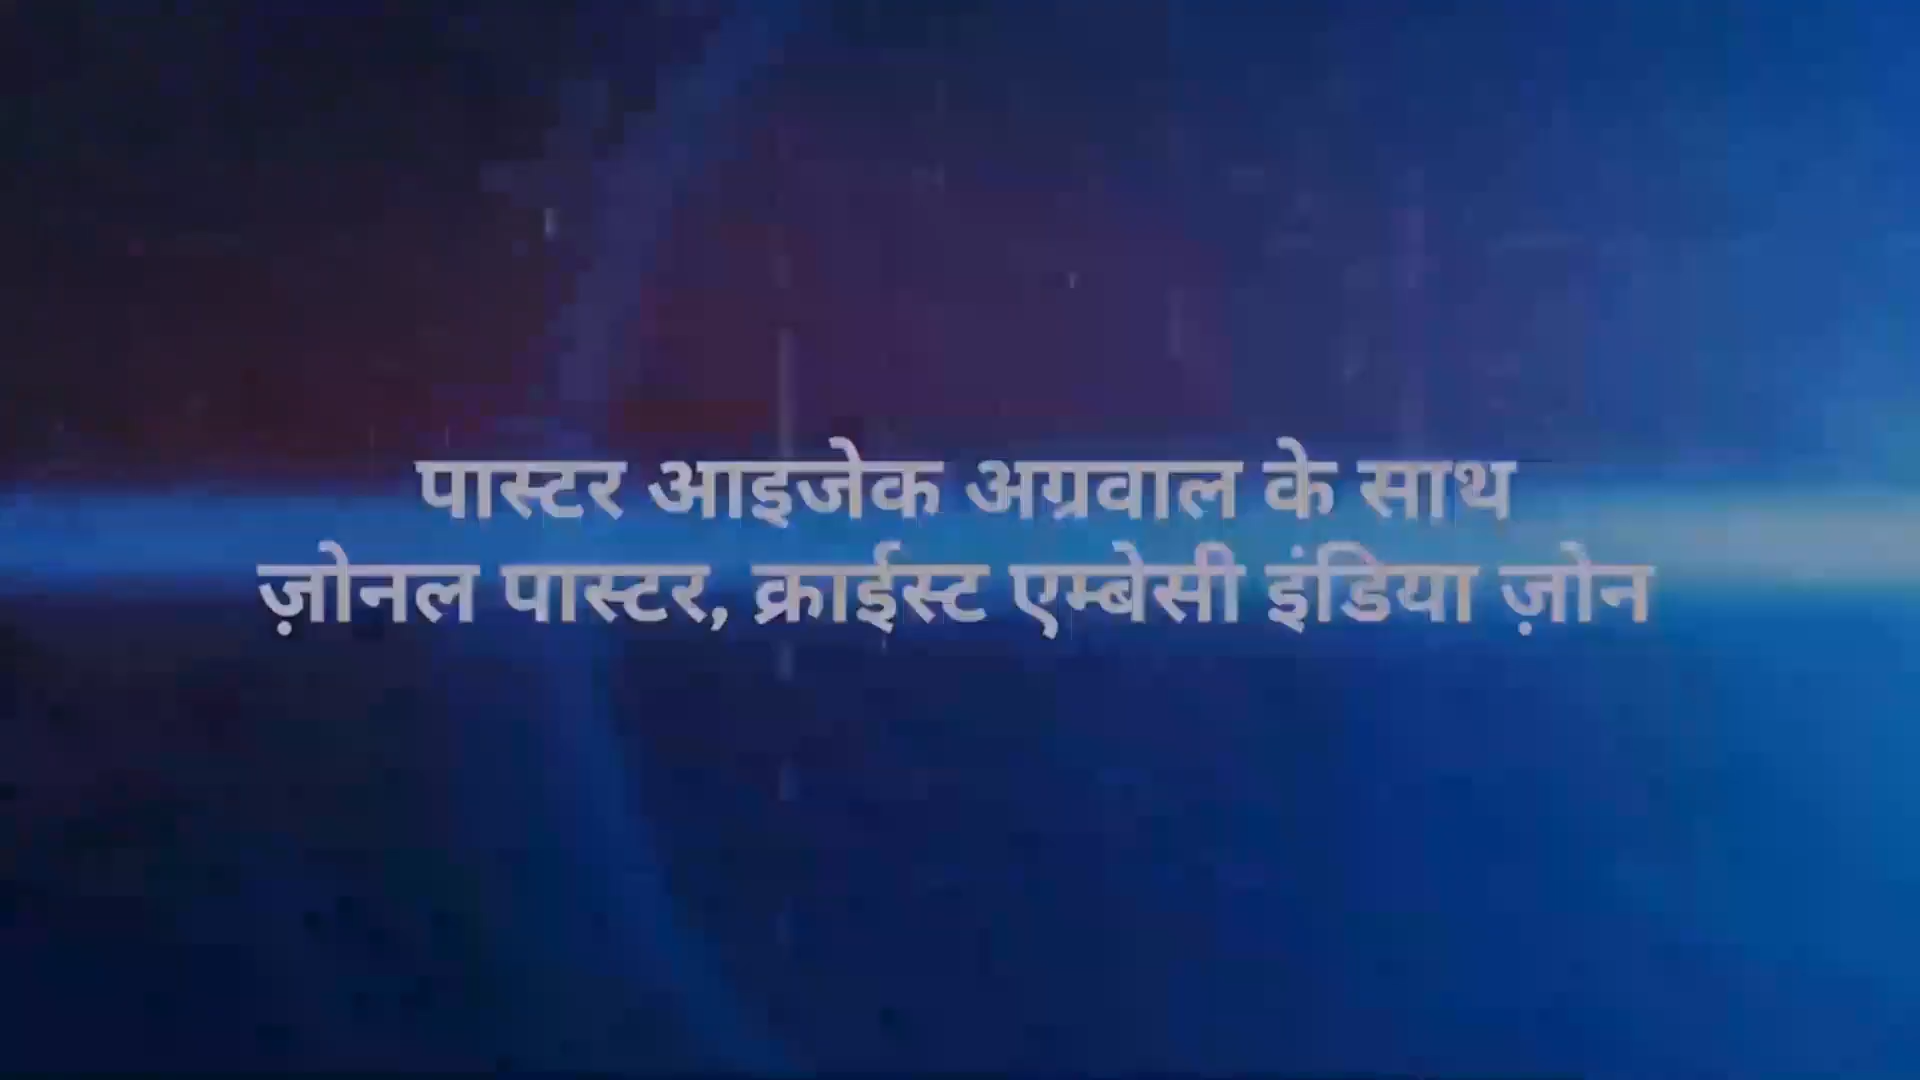 पास्टर आइजेक अग्रवाल के साथ
ज़ोनल पास्टर, क्राईस्ट एम्बेसी इंडिया ज़ोन